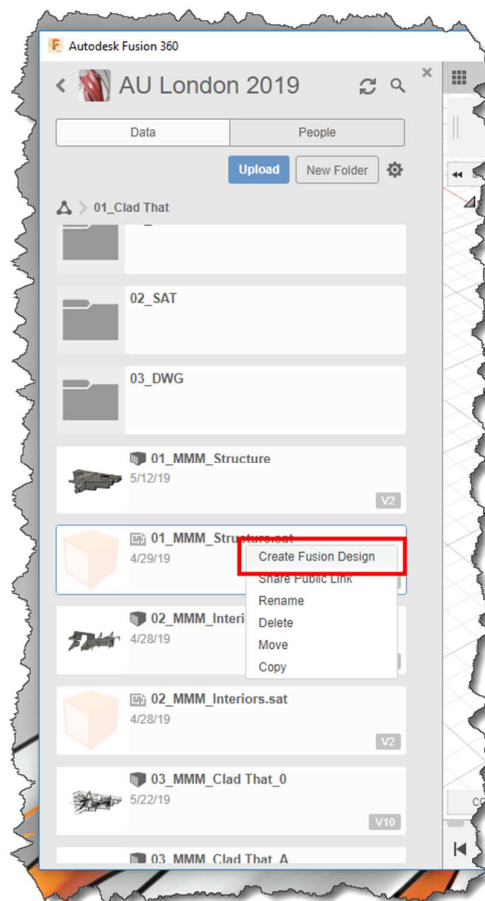 Autodesk Fusion 360
AU London 2019
Data People
Upload New Folder
01_Clad That
02_SAT
03_DWG
01_MMM_Structure
5/12/19
V2
01_MMM_Structure.sat
4/29/19
Create Fusion Design
Share Public Link
Rename
Delete
Move
Copy
02_MMM_Interi
4/28/19
02_MMM_Interiors.sat
4/28/19
V2
03_MMM_Clad That_0
5/22/19
V10
03_MMM_Clad That_A